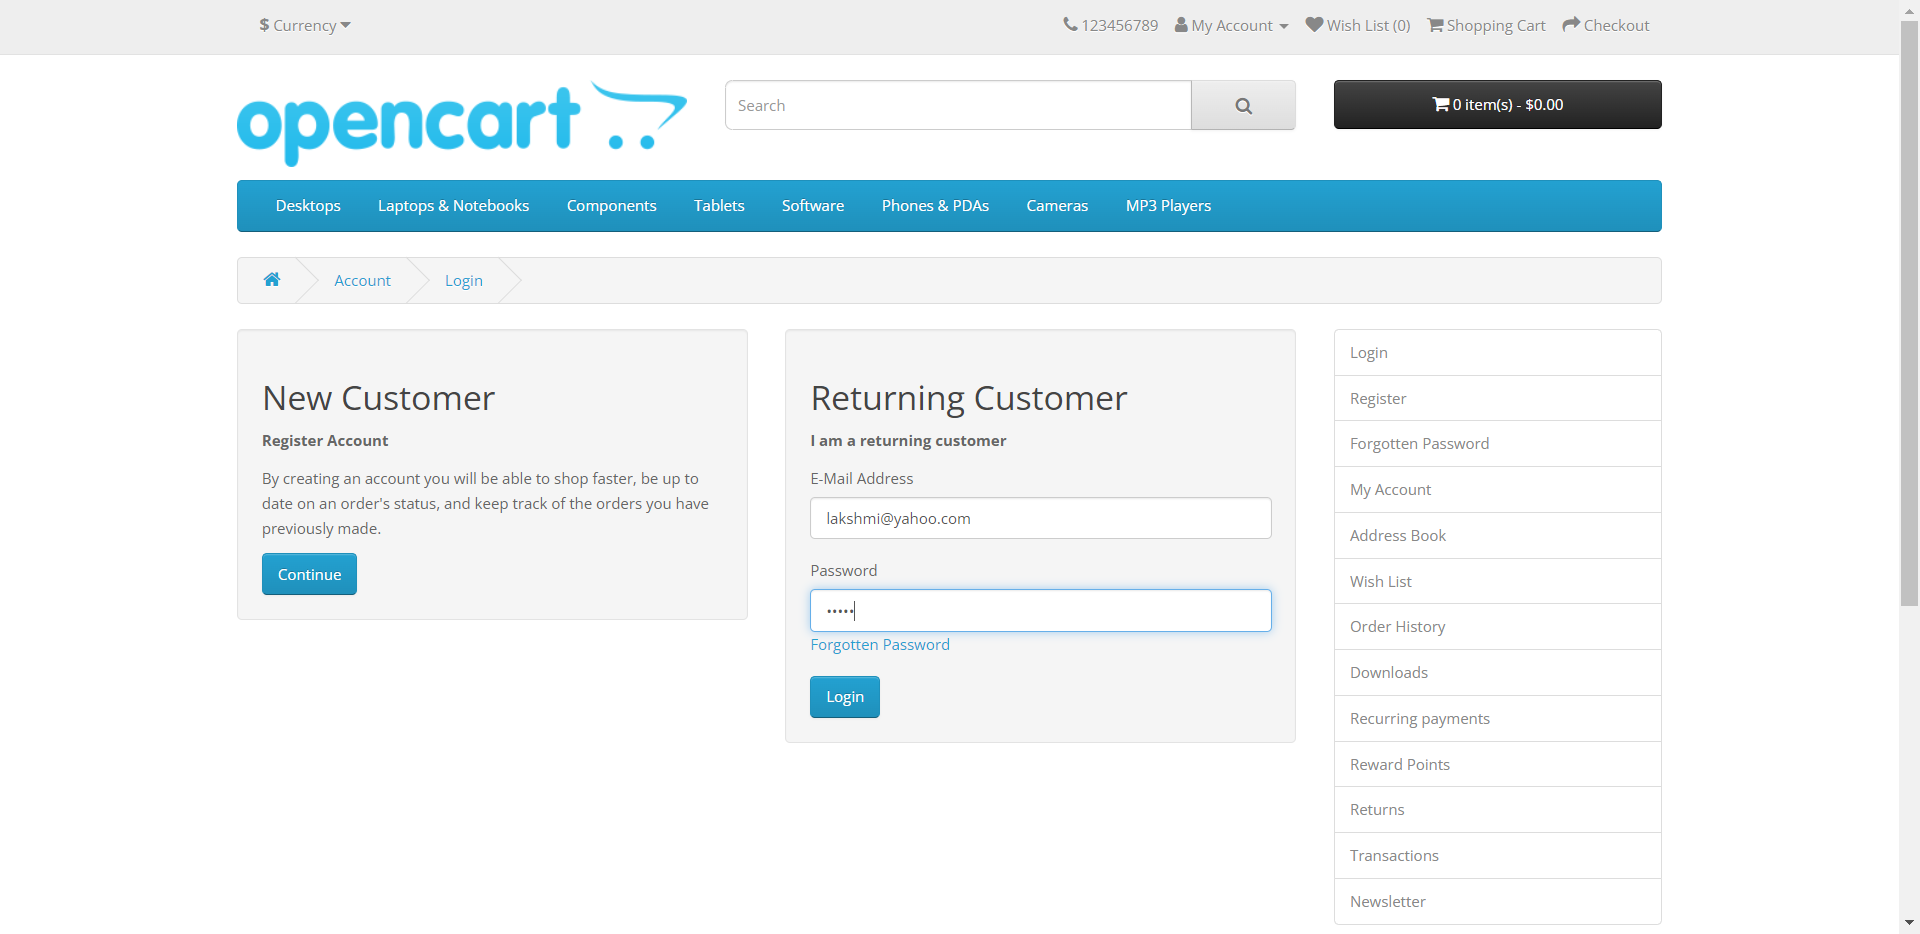 $ Currency
123456789 My Account Wish List (0) Shopping Cart Checkout
opencart
Search
0 item(s) - $0.00
Desktops Laptops & Notebooks Components Tablets Software Phones & PDAs Cameras MP3 Players
Account Login
New Customer
Register Account
By creating an account you will be able to shop faster, be up to
date on an order's status, and keep track of the orders you have
previously made.
Continue
Returning Customer
I am a returning customer
E-Mail Address
lakshmi@yahoo.com
Password
•••••
Forgotten Password
Login
Login
Register
Forgotten Password
My Account
Address Book
Wish List
Order History
Downloads
Recurring payments
Reward Points
Returns
Transactions
Newsletter